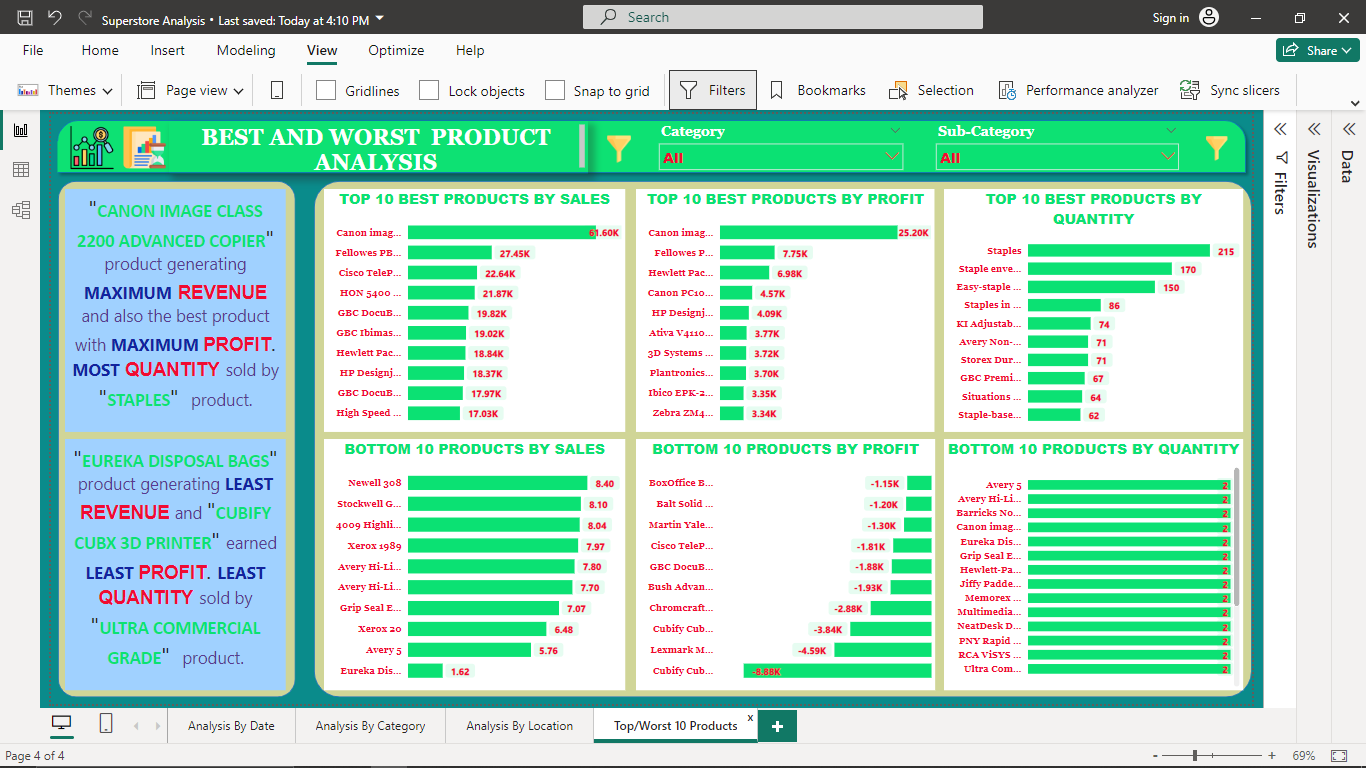 Superstore Analysis • Last saved: Today at 4:10 PM
Search
Sign in
File Home Insert Modeling View Optimize Help
Share
Themes Page view Gridlines Lock objects Snap to grid Filters Bookmarks Selection Performance analyzer Sync slicers
BEST AND WORST PRODUCT
ANALYSIS
Category
All
Sub-Category
All
Filters
Visualizations
Data
"CANON IMAGE CLASS
2200 ADVANCED COPIER"
product generating
MAXIMUM REVENUE
and also the best product
with MAXIMUM PROFIT.
MOST QUANTITY sold by
"STAPLES" product.
"EUREKA DISPOSAL BAGS"
product generating LEAST
REVENUE and "CUBIFY
CUBX 3D PRINTER" earned
LEAST PROFIT. LEAST
QUANTITY sold by
"ULTRA COMMERCIAL
GRADE" product.
TOP 10 BEST PRODUCTS BY SALES
Canon imag... 61.60K
Fellowes PB... 27.45K
Cisco TeleP... 22.64K
HON 5400 ... 21.87K
GBC DocuB... 19.82K
GBC Ibimas... 19.02K
Hewlett Pac... 18.84K
HP Designj... 18.37K
GBC DocuB... 17.97K
High Speed ... 17.03K
TOP 10 BEST PRODUCTS BY PROFIT
Canon imag... 25.20K
Fellowes P... 7.75K
Hewlett Pac... 6.98K
Canon PC10... 4.57K
HP Designj... 4.09K
Ativa V4110... 3.77K
3D Systems ... 3.72K
Plantronics... 3.70K
Ibico EPK-2... 3.35K
Zebra ZM4... 3.34K
TOP 10 BEST PRODUCTS BY
QUANTITY
Staples 215
Staple enve... 170
Easy-staple ... 150
Staples in ... 86
KI Adjustab... 74
Avery Non-... 71
Storex Dur... 71
GBC Premi... 67
Situations ... 64
Staple-base... 62
BOTTOM 10 PRODUCTS BY SALES
Newell 308 8.40
Stockwell G... 8.10
4009 Highli... 8.04
Xerox 1989 7.97
Avery Hi-Li... 7.80
Avery Hi-Li... 7.70
Grip Seal E... 7.07
Xerox 20 6.48
Avery 5 5.76
Eureka Dis... 1.62
BOTTOM 10 PRODUCTS BY PROFIT
BoxOffice B... -1.15K
Balt Solid ... -1.20K
Martin Yale... -1.30K
Cisco TeleP... -1.81K
GBC DocuB... -1.88K
Bush Advan... -1.93K
Chromcraft... -2.88K
Cubify Cub... -3.84K
Lexmark M... -4.59K
Cubify Cub... -8.88K
BOTTOM 10 PRODUCTS BY QUANTITY
Avery 5 2
Avery Hi-Li... 2
Barricks No... 2
Canon imag... 2
Eureka Dis... 2
Grip Seal E... 2
Hewlett-Pa... 2
Jiffy Padde... 2
Memorex ... 2
Multimedia... 2
NeatDesk D... 2
PNY Rapid ... 2
RCA ViSYS ... 2
Ultra Com... 2
Analysis By Date Analysis By Category Analysis By Location Top/Worst 10 Products x
Page 4 of 4
- + 69%